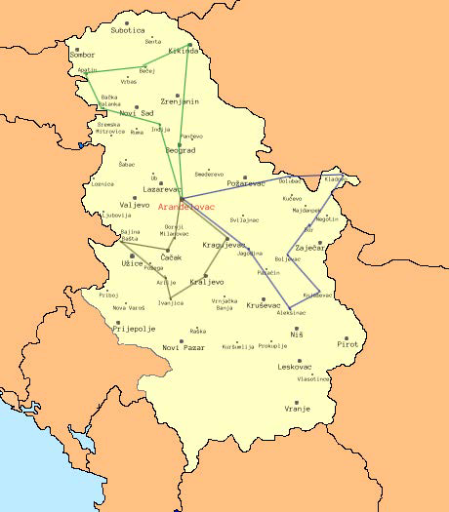 Subotica
Senta
Kikinda
Sombor
Apatin
Bečej
Vrbas
Bačka
Palanka
Novi Sad
Zrenjanin
Sremska
Mitrovica
Ruma
Inđija
Pančevo
Beograd
Šabac
Ub
Smederevo
Loznica
Lazarevac
Požarevac
Golubac
Kladovo
Valjevo
Aranđelovac
Kučevo
Majdanpek
Negotin
Ljubovija
Svilajnac
Bor
Bajina
Bašta
Gornji
Milanovac
Kragujevac
Zaječar
Čačak
Jagodina
Boljevac
Užice
Požega
Paraćin
Arilje
Kraljevo
Priboj
Ivanjica
Vrnjačka
Banja
Knjaževac
Nova Varoš
Kruševac
Aleksinac
Prijepolje
Raška
Niš
Novi Pazar
Kuršumlija
Prokuplje
Pirot
Leskovac
Vlasotince
Vranje